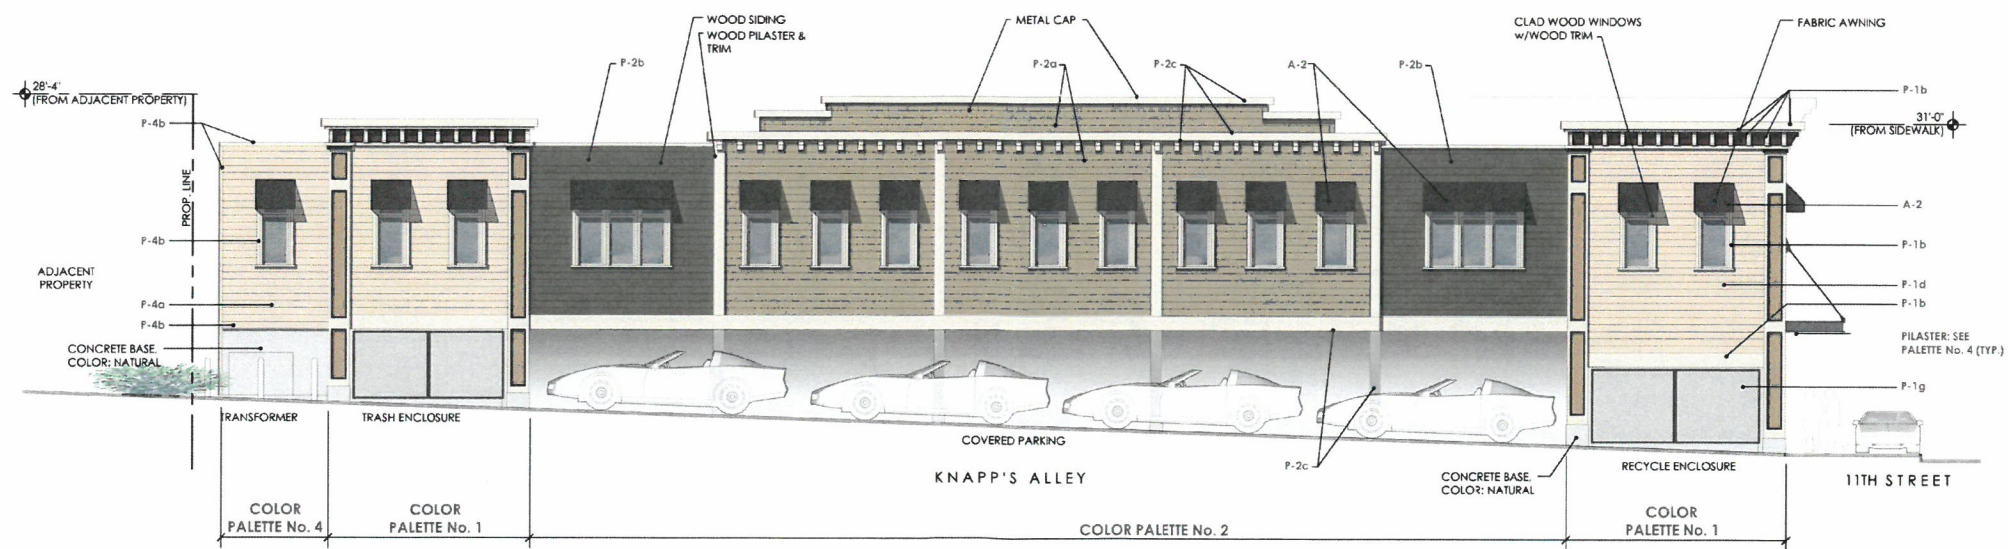 WOOD SIDING
WOOD PILASTER &
TRIM
METAL CAP
CLAD WOOD WINDOWS
w/WOOD TRIM
FABRIC AWNING
P-2b
P-2a
P-2c
A-2
P-2b
P-1b
28'-4"
(FROM ADJACENT PROPERTY)
31'-0"
(FROM SIDEWALK)
P-4b
PROP. LINE
A-2
P-4b
P-1b
ADJACENT
PROPERTY
P-1d
P-4a
P-1b
P-4b
PILASTER: SEE
PALETTE No. 4 (TYP.)
CONCRETE BASE.
COLOR: NATURAL
P-1g
TRANSFORMER
TRASH ENCLOSURE
COVERED PARKING
P-2c
RECYCLE ENCLOSURE
KNAPP'S ALLEY
CONCRETE BASE.
COLOR: NATURAL
11TH STREET
COLOR
PALETTE No. 4
COLOR
PALETTE No. 1
COLOR PALETTE No. 2
COLOR
PALETTE No. 1